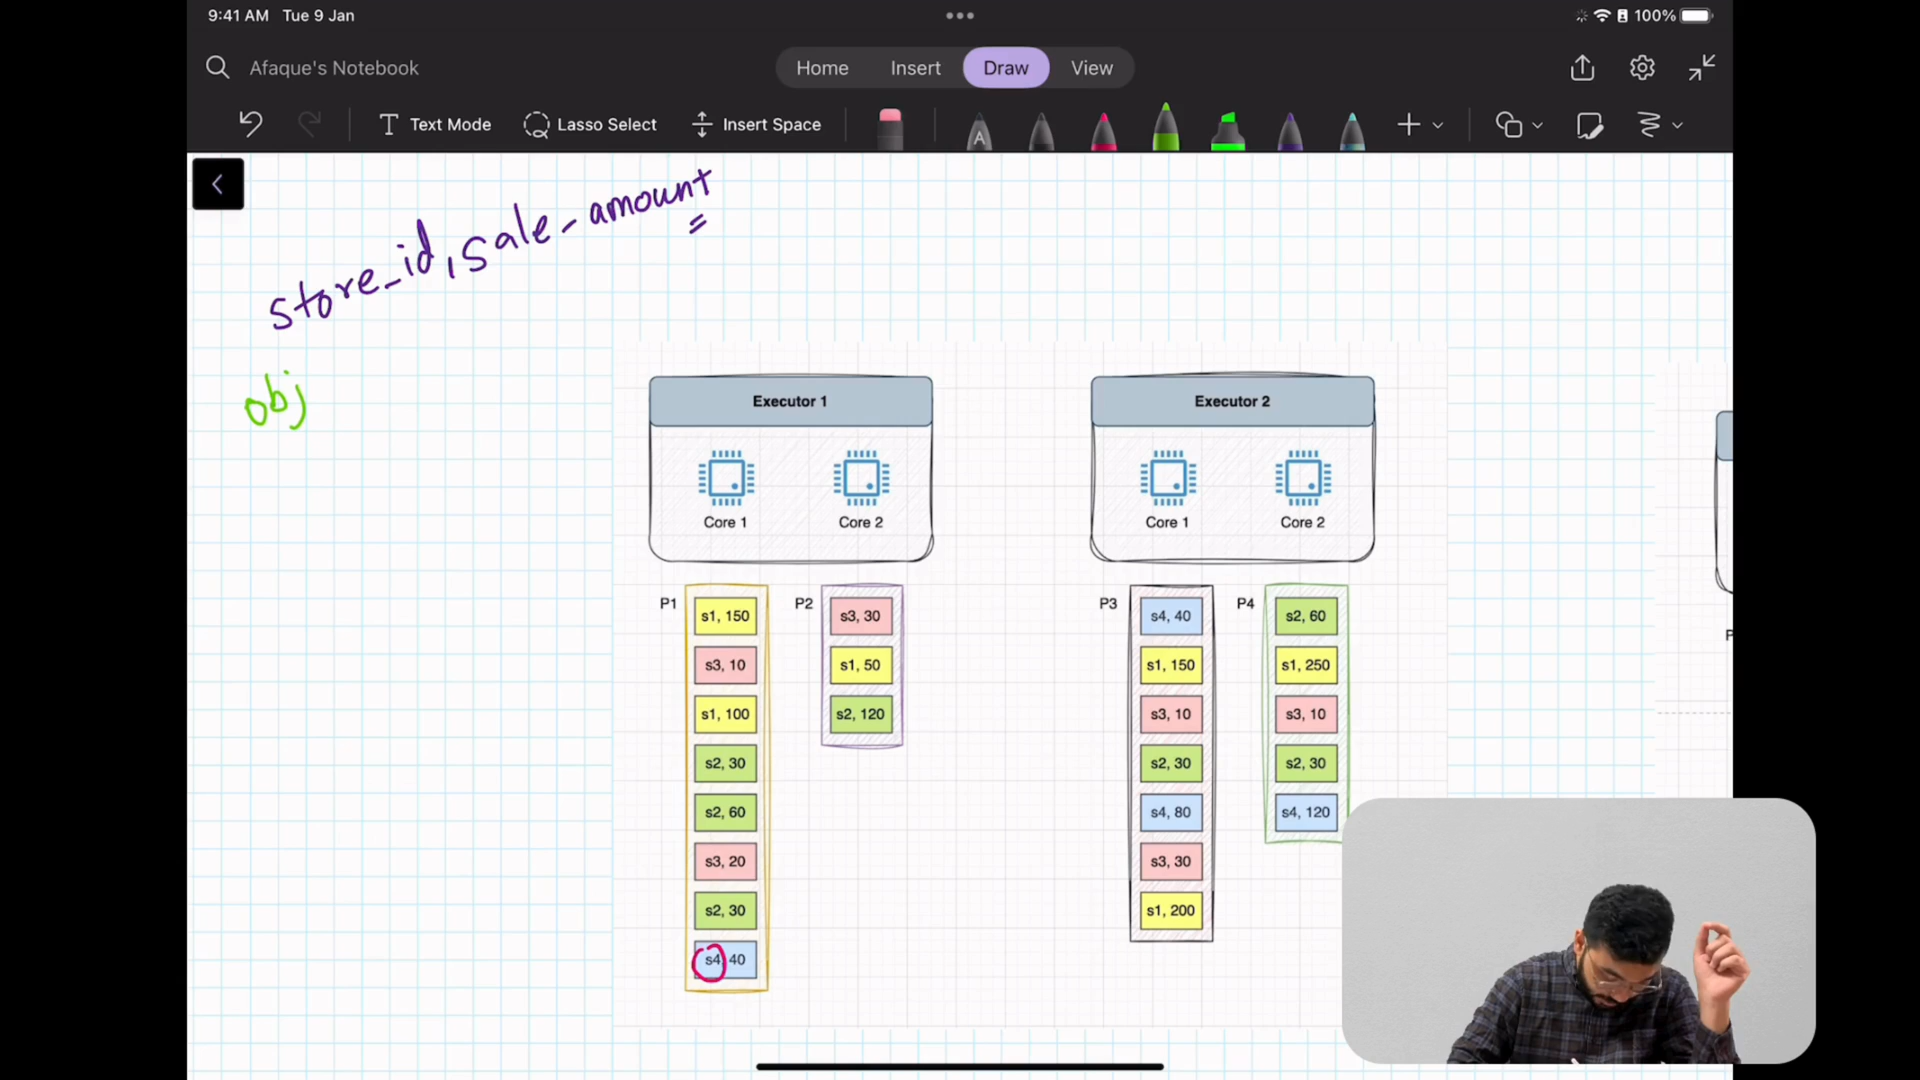 9:41 AM Tue 9 Jan
100%
Afaque's Notebook
Home Insert Draw View
Text Mode Lasso Select Insert Space
A
store_id, sale-amount
obj
Executor 1
Core 1 Core 2
Executor 2
Core 1 Core 2
P1
s1, 150
s3, 10
s1, 100
s2, 30
s2, 60
s3, 20
s2, 30
s4, 40
P2
s3, 30
s1, 50
s2, 120
P3
s4, 40
s1, 150
s3, 10
s2, 30
s4, 80
s3, 30
s1, 200
P4
s2, 60
s1, 250
s3, 10
s2, 30
s4, 120